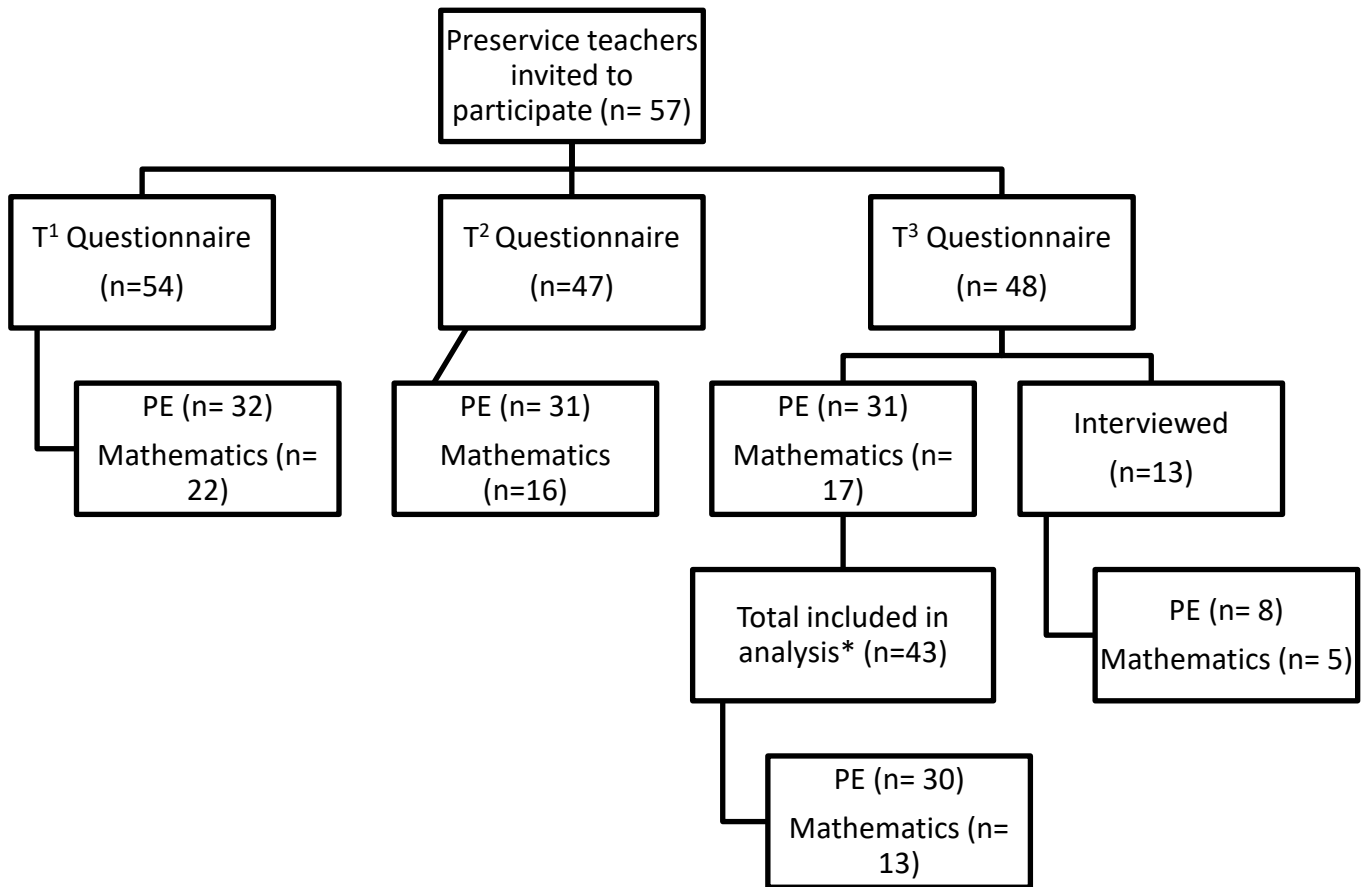 Preservice teachers
invited to
participate (n= 57)
T¹ Questionnaire
(n=54)
T² Questionnaire
(n=47)
T³ Questionnaire
(n= 48)
PE (n= 32)
Mathematics (n=
22)
PE (n= 31)
Mathematics
(n=16)
PE (n= 31)
Mathematics (n=
17)
Interviewed
(n=13)
Total included in
analysis* (n=43)
PE (n= 8)
Mathematics (n= 5)
PE (n= 30)
Mathematics (n=
13)